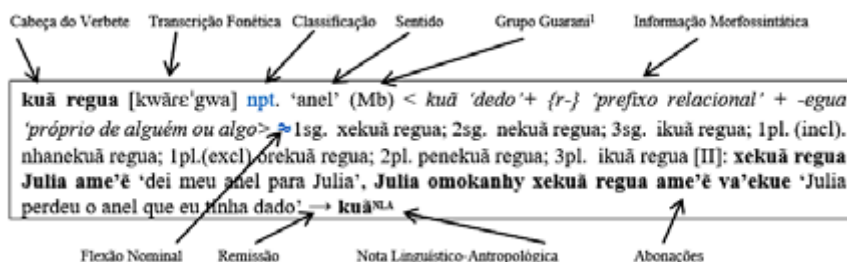 Cabeça do Verbete Transcrição Fonética Classificação Sentido Grupo Guarani¹ Informação Morfossintática
kuã regua [kwãɾɛˈgwa] npt. ‘anel’ (Mb) < kuã ‘dedo’+ {r-} ‘prefixo relacional’ + -egua
‘próprio de alguém ou algo> ≈1sg. xekuã regua; 2sg. nekuã regua; 3sg. ikuã regua; 1pl. (incl).
nhanekuã regua; 1pl.(excl) orekuã regua; 2pl. penekuã regua; 3pl. ikuã regua [II]: xekuã regua
Julia ame’ẽ ‘dei meu anel para Julia’, Julia omokanhy xekuã regua ame’ẽ va’ekue ‘Julia
perdeu o anel que eu tinha dado’ → kuãᴺᴸᴬ
Flexão Nominal Remissão Nota Linguístico-Antropológica Abonações